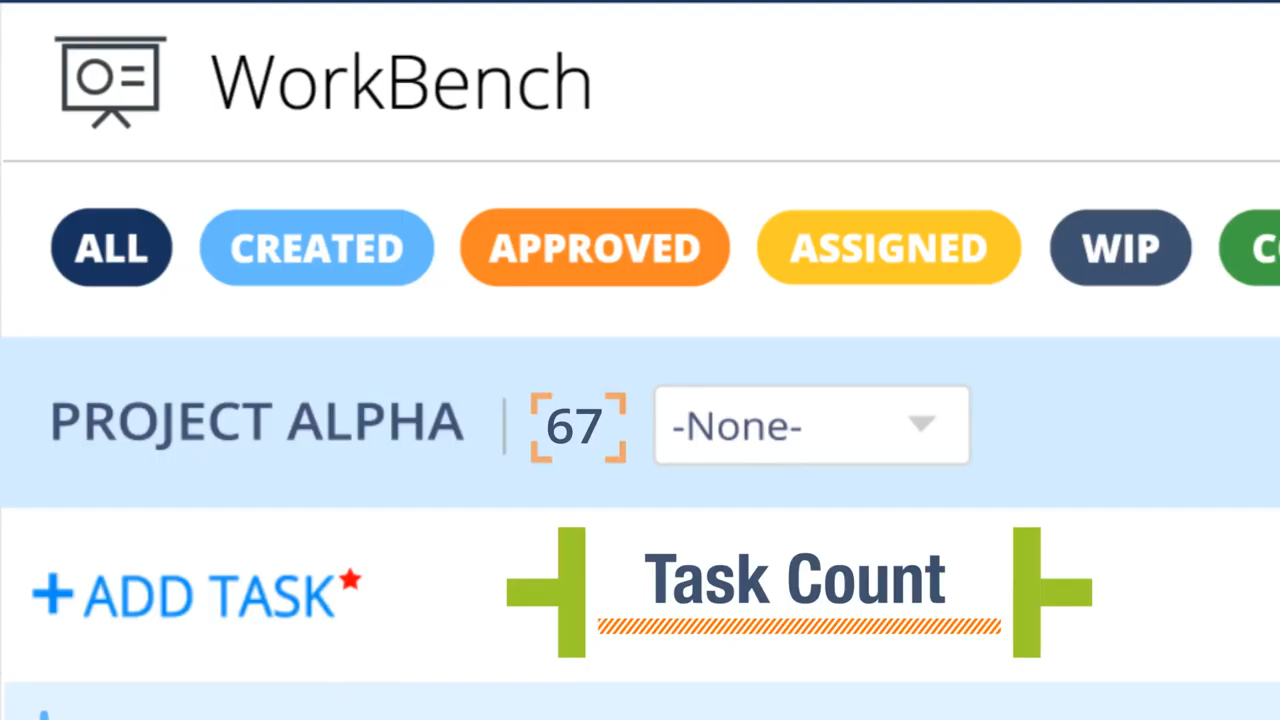 WorkBench
ALL CREATED APPROVED ASSIGNED WIP
PROJECT ALPHA | 67 -None-
+ADD TASK
Task Count